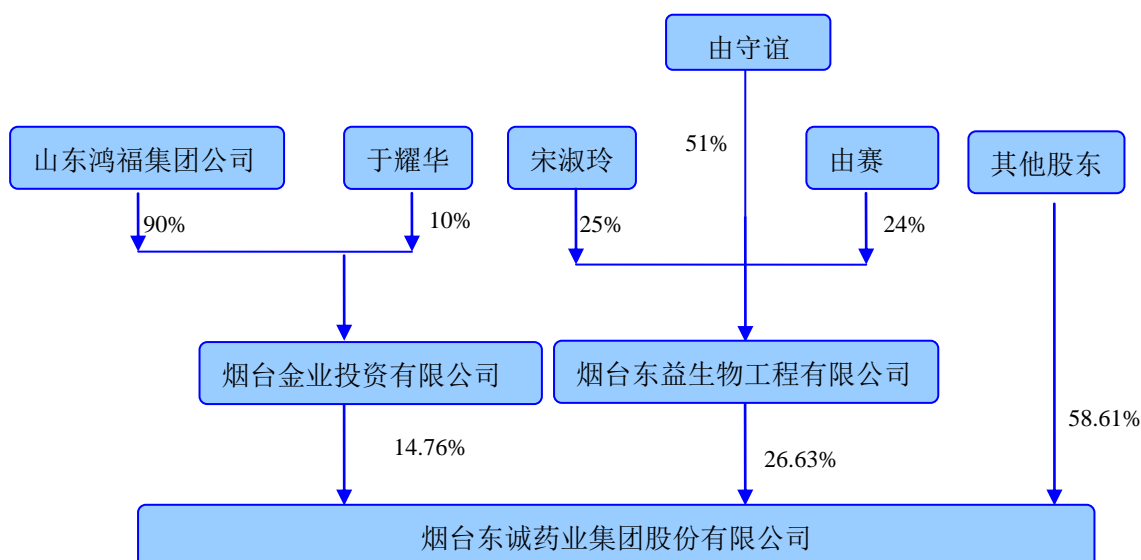 由守谊
山东鸿福集团公司
于耀华
宋淑玲
51%
由赛
其他股东
90%
10%
25%
24%
烟台金业投资有限公司
烟台东益生物工程有限公司
14.76%
26.63%
58.61%
烟台东诚药业集团股份有限公司